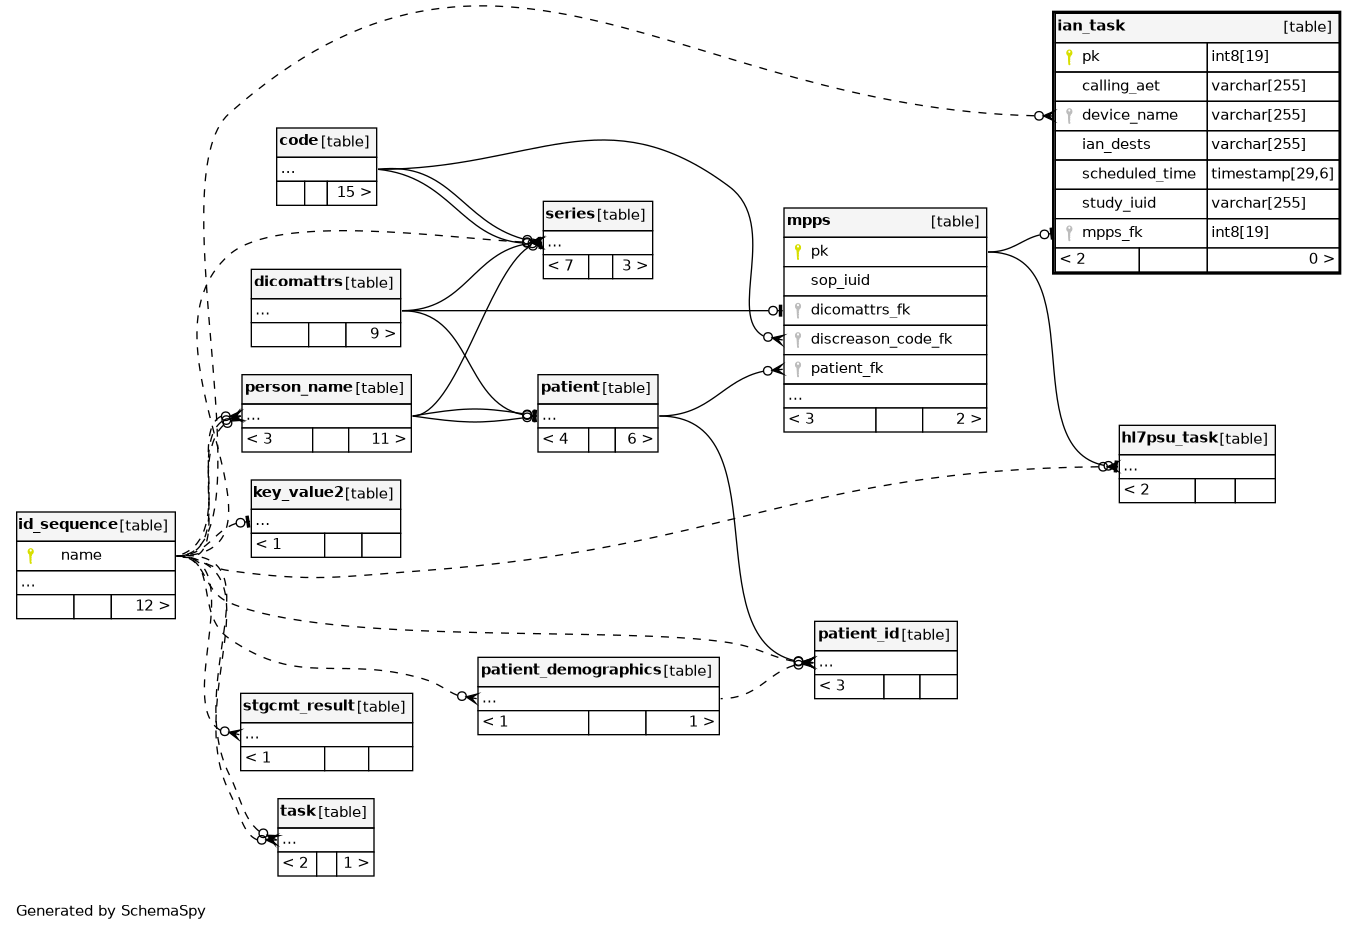 ian_task [table]
pk int8[19]
calling_aet varchar[255]
device_name varchar[255]
ian_dests varchar[255]
scheduled_time timestamp[29,6]
study_iuid varchar[255]
mpps_fk int8[19]
< 2 0 >
code [table]
...
15 >
series [table]
...
< 7 3 >
mpps [table]
pk
sop_iuid
dicomattrs_fk
discreason_code_fk
patient_fk
...
< 3 2 >
dicomattrs [table]
...
9 >
person_name [table]
...
< 3 11 >
patient [table]
...
< 4 6 >
hl7psu_task [table]
...
< 2
key_value2 [table]
...
< 1
id_sequence [table]
name
...
12 >
patient_id [table]
...
< 3
patient_demographics [table]
...
< 1 1 >
stgcmt_result [table]
...
< 1
task [table]
...
< 2 1 >
Generated by SchemaSpy